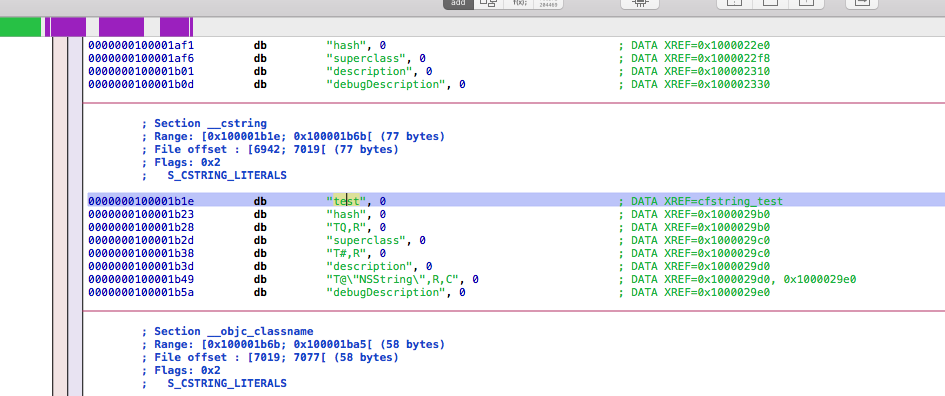 add f(x); 204469
0000000100001af1 db "hash", 0 ; DATA XREF=0x1000022e0
0000000100001af6 db "superclass", 0 ; DATA XREF=0x1000022f8
0000000100001b01 db "description", 0 ; DATA XREF=0x100002310
0000000100001b0d db "debugDescription", 0 ; DATA XREF=0x100002330
; Section __cstring
; Range: [0x100001b1e; 0x100001b6b[ (77 bytes)
; File offset : [6942; 7019[ (77 bytes)
; Flags: 0x2
;   S_CSTRING_LITERALS
0000000100001b1e db "test", 0 ; DATA XREF=cfstring_test
0000000100001b23 db "hash", 0 ; DATA XREF=0x1000029b0
0000000100001b28 db "TQ,R", 0 ; DATA XREF=0x1000029b0
0000000100001b2d db "superclass", 0 ; DATA XREF=0x1000029c0
0000000100001b38 db "T#,R", 0 ; DATA XREF=0x1000029c0
0000000100001b3d db "description", 0 ; DATA XREF=0x1000029d0
0000000100001b49 db "T@\"NSString\",R,C", 0 ; DATA XREF=0x1000029d0, 0x1000029e0
0000000100001b5a db "debugDescription", 0 ; DATA XREF=0x1000029e0
; Section __objc_classname
; Range: [0x100001b6b; 0x100001ba5[ (58 bytes)
; File offset : [7019; 7077[ (58 bytes)
; Flags: 0x2
;   S_CSTRING_LITERALS